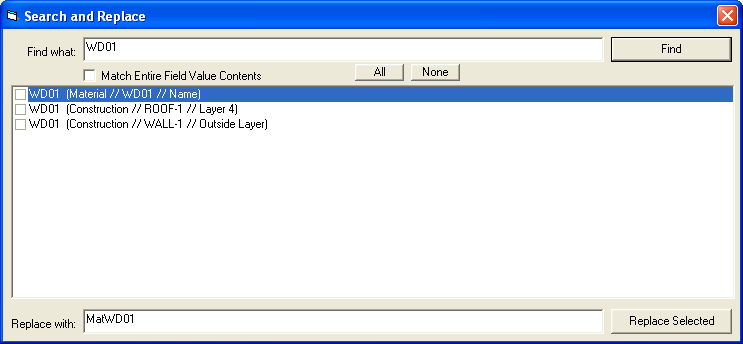 Search and Replace
Find what: WD01 Find
Match Entire Field Value Contents All None
WD01 (Material // WD01 // Name)
WD01 (Construction // ROOF-1 // Layer 4)
WD01 (Construction // WALL-1 // Outside Layer)
Replace with: MatWD01 Replace Selected